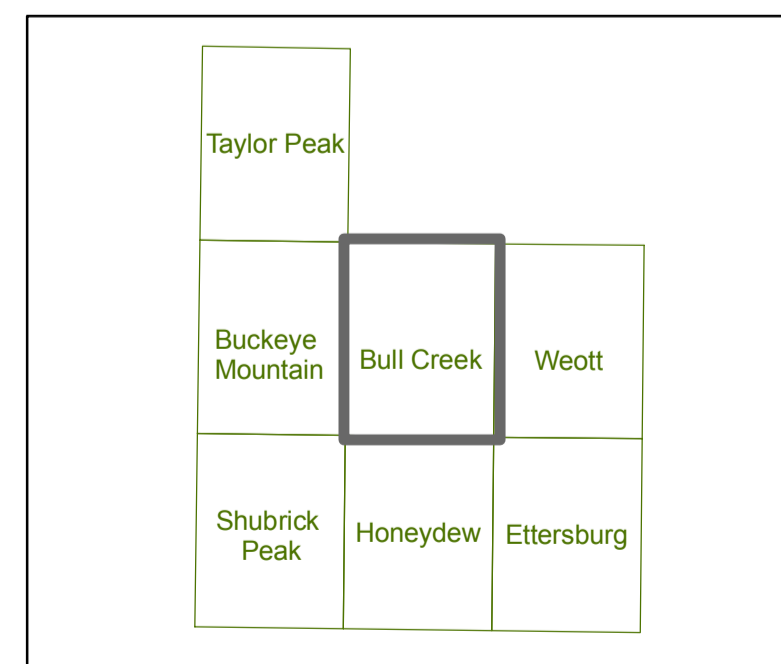 Taylor Peak
Buckeye
Mountain
Bull Creek
Weott
Shubrick
Peak
Honeydew
Ettersburg